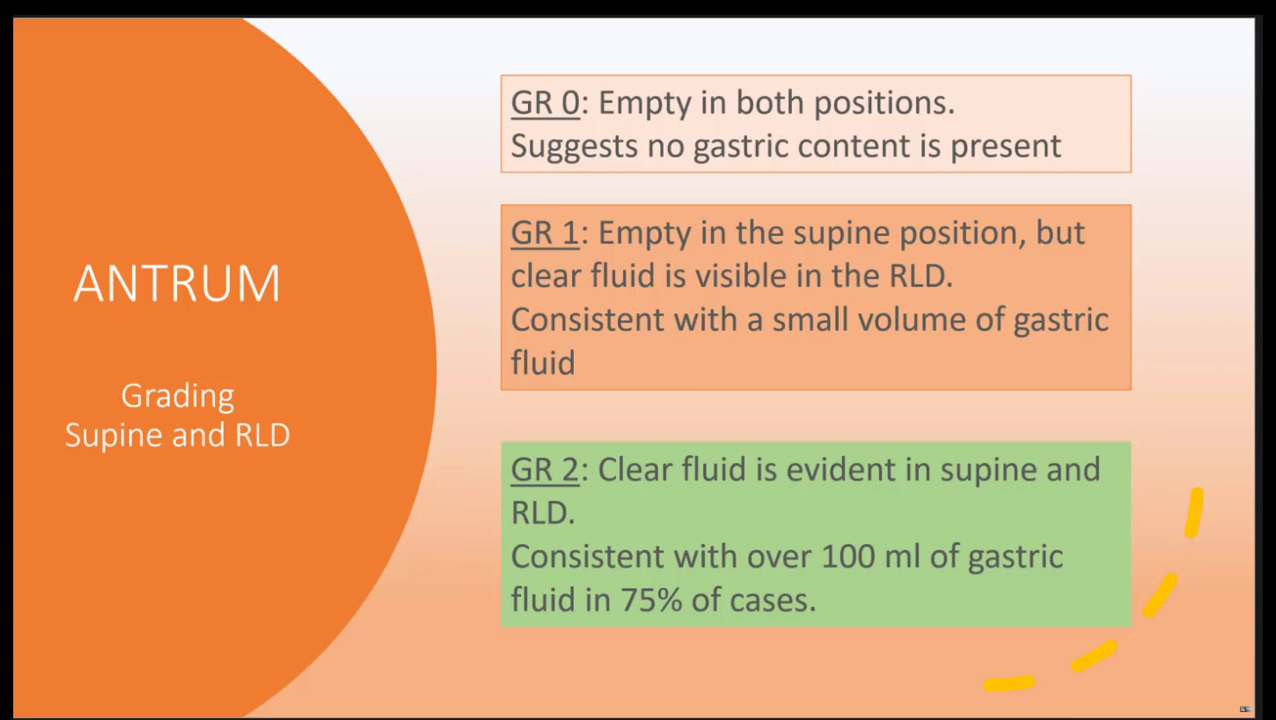 ANTRUM
Grading
Supine and RLD
GR 0: Empty in both positions.
Suggests no gastric content is present
GR 1: Empty in the supine position, but
clear fluid is visible in the RLD.
Consistent with a small volume of gastric
fluid
GR 2: Clear fluid is evident in supine and
RLD.
Consistent with over 100 ml of gastric
fluid in 75% of cases.